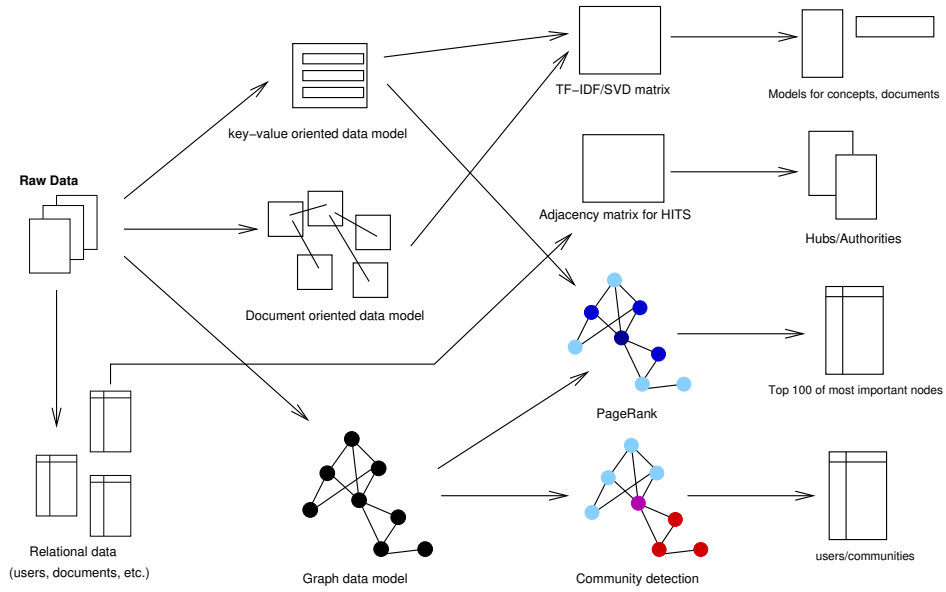 TF−IDF/SVD matrix
Models for concepts, documents
key−value oriented data model
Raw Data
Adjacency matrix for HITS
Hubs/Authorities
Document oriented data model
Top 100 of most important nodes
PageRank
Relational data
(users, documents, etc.)
Graph data model
Community detection
users/communities